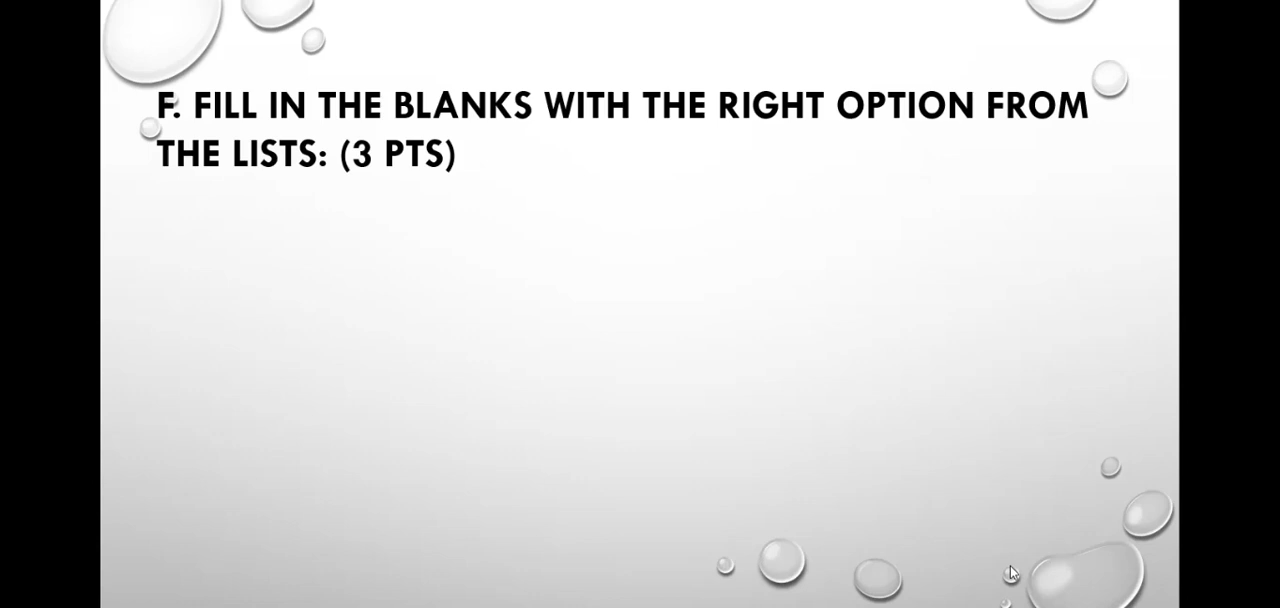 F. FILL IN THE BLANKS WITH THE RIGHT OPTION FROM
THE LISTS: (3 PTS)